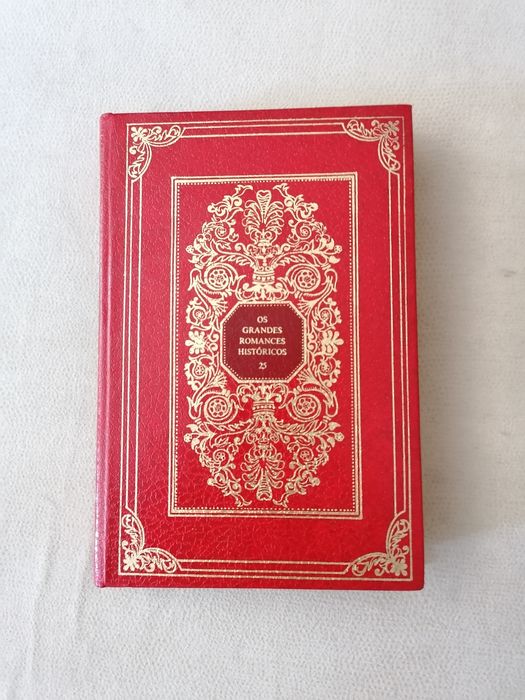 OS
GRANDES
ROMANCES
HISTÓRICOS
25